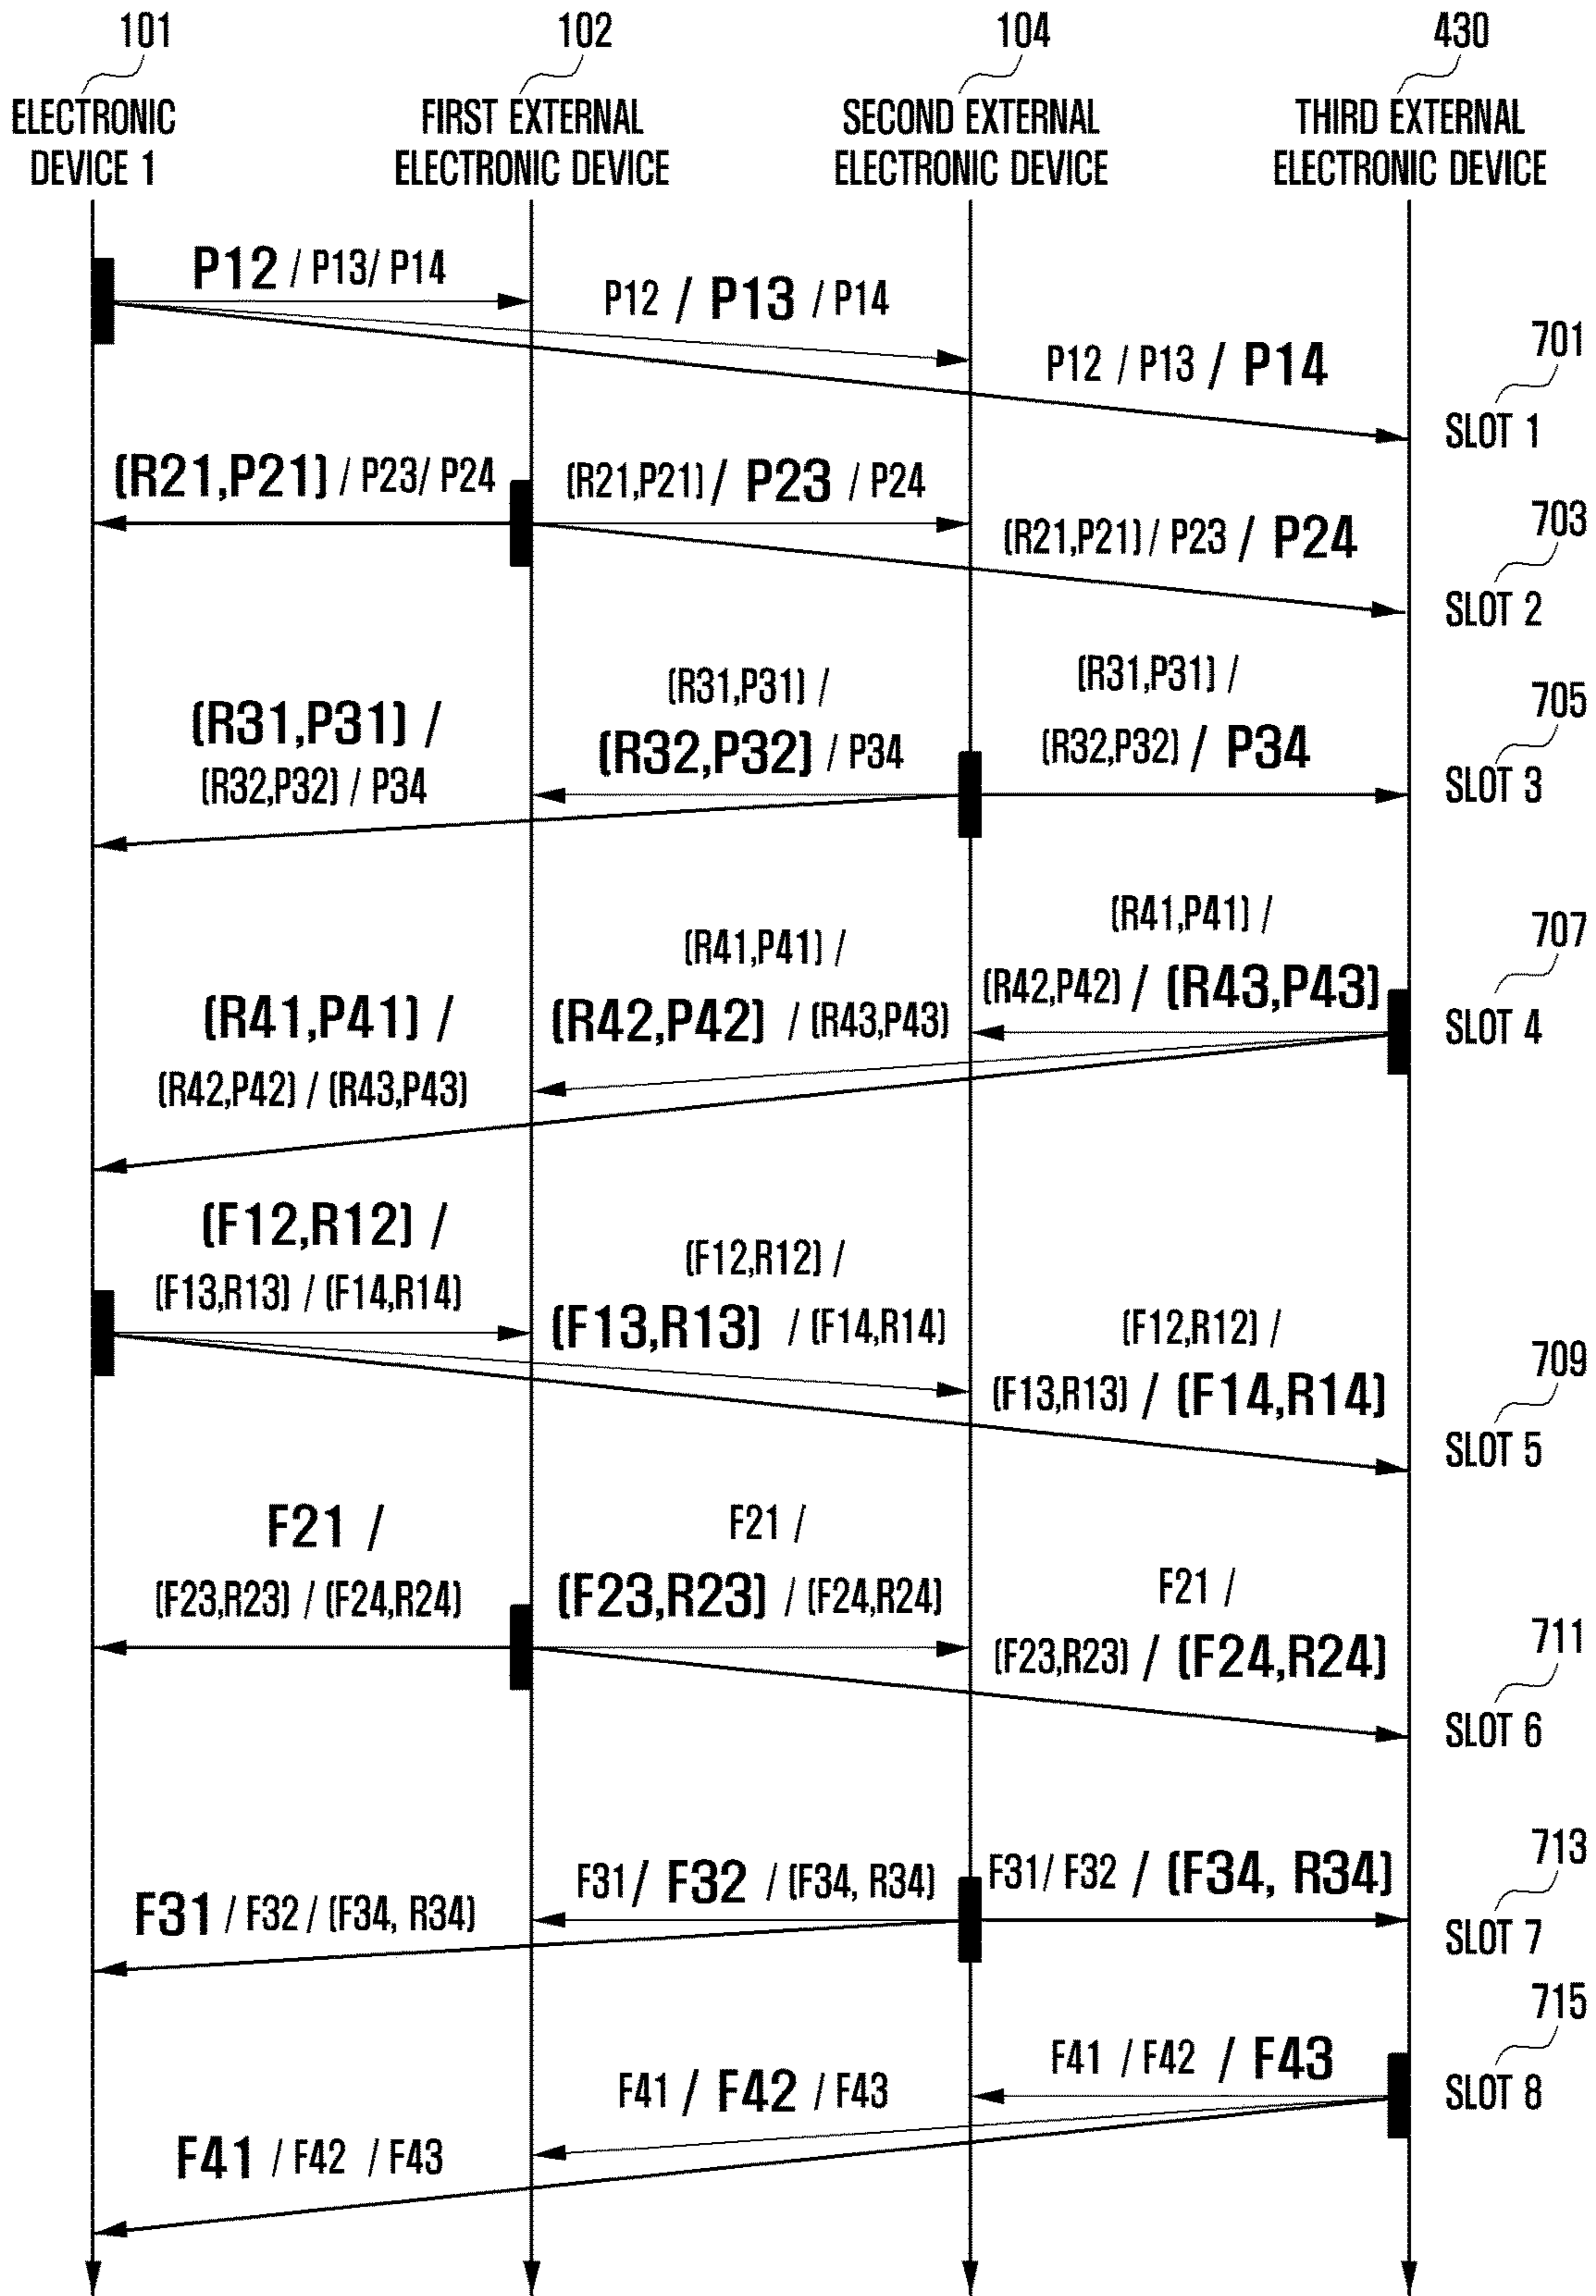 101
102
104
430
ELECTRONIC
DEVICE 1
FIRST EXTERNAL
ELECTRONIC DEVICE
SECOND EXTERNAL
ELECTRONIC DEVICE
THIRD EXTERNAL
ELECTRONIC DEVICE
P12 / P13/ P14
P12 / P13 / P14
P12 / P13 / P14
701
SLOT 1
(R21,P21) / P23/ P24
(R21,P21) / P23 / P24
(R21,P21) / P23 / P24
703
SLOT 2
(R31,P31) /
(R32,P32) / P34
(R31,P31) /
(R32,P32) / P34
(R31,P31) /
(R32,P32) / P34
705
SLOT 3
(R41,P41) /
(R42,P42) / (R43,P43)
(R41,P41) /
(R42,P42) / (R43,P43)
(R41,P41) /
(R42,P42) / (R43,P43)
707
SLOT 4
(F12,R12) /
(F13,R13) / (F14,R14)
(F12,R12) /
(F13,R13) / (F14,R14)
(F12,R12) /
(F13,R13) / (F14,R14)
709
SLOT 5
F21 /
(F23,R23) / (F24,R24)
F21 /
(F23,R23) / (F24,R24)
F21 /
(F23,R23) / (F24,R24)
711
SLOT 6
F31 / F32 / (F34, R34)
F31 / F32 / (F34, R34)
F31/ F32 / (F34, R34)
713
SLOT 7
F41 / F42 / F43
F41 / F42 / F43
F41 / F42 / F43
715
SLOT 8